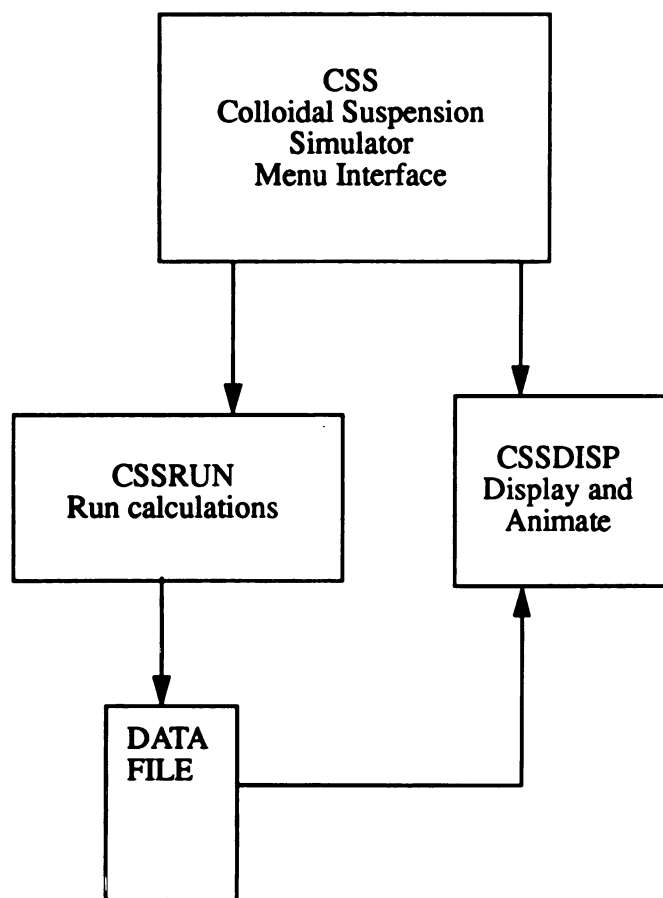 CSS
Colloidal Suspension
Simulator
Menu Interface
CSSRUN
Run calculations
CSSDISP
Display and
Animate
DATA
FILE